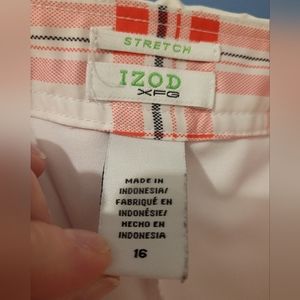 STRETCH
IZOD
XFG
MADE IN
INDONESIA/
FABRIQUÉ EN
INDONÉSIE/
HECHO EN
INDONESIA
16